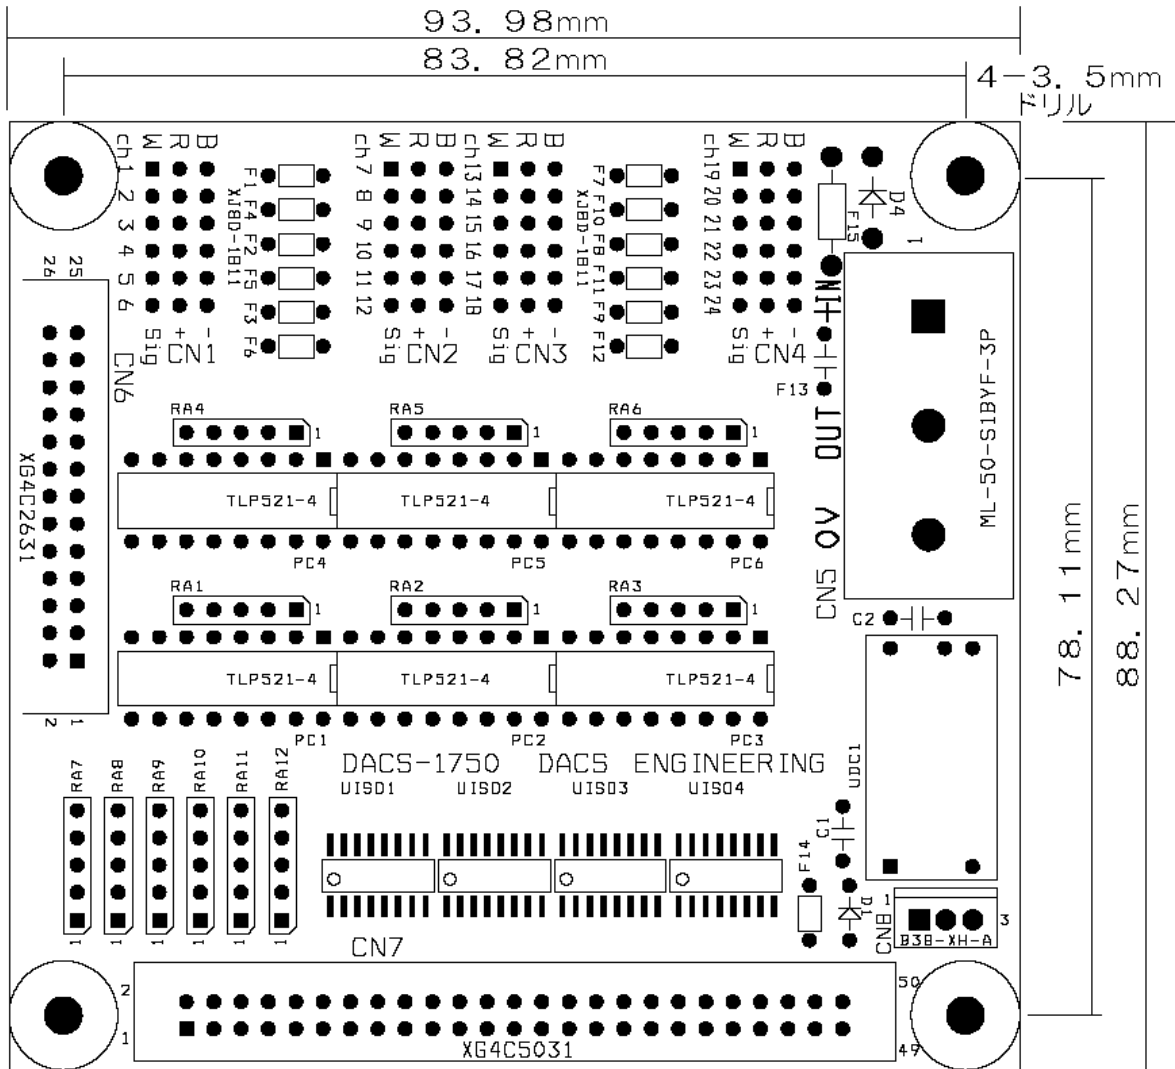 93.98mm
83.82mm
4-3.5mm
ドリル
ch1 2 3 4 5 6
W R B
Sig + -
CN1
F1 F4 F2 F5 F3 F6
XJBD-1B11
ch7 8 9 10 11 12
W R B
Sig + -
CN2
ch13 14 15 16 17 18
W R B
Sig + -
CN3
F7 F10 F8 F11 F9 F12
XJBD-1B11
ch19 20 21 22 23 24
W R B
Sig + -
CN4
F15
D4
1
+IN
F13
OUT
0V
CN5
ML-50-S1BYF-3P
78.11mm
88.27mm
26 25
CN6
XG4C2631
2 1
RA4 1
RA5 1
RA6 1
TLP521-4
TLP521-4
TLP521-4
PC4
PC5
PC6
RA1 1
RA2 1
RA3 1
TLP521-4
TLP521-4
TLP521-4
PC1
PC2
PC3
C2
UDC1
DACS-1750 DACS ENGINEERING
RA7 RA8 RA9 RA10 RA11 RA12
1 1 1 1 1 1
UISO1 UISO2 UISO3 UISO4
C1
F14
D1
CN8
1
3
B3B-XH-A
CN7
2
1
50
49
XG4C5031